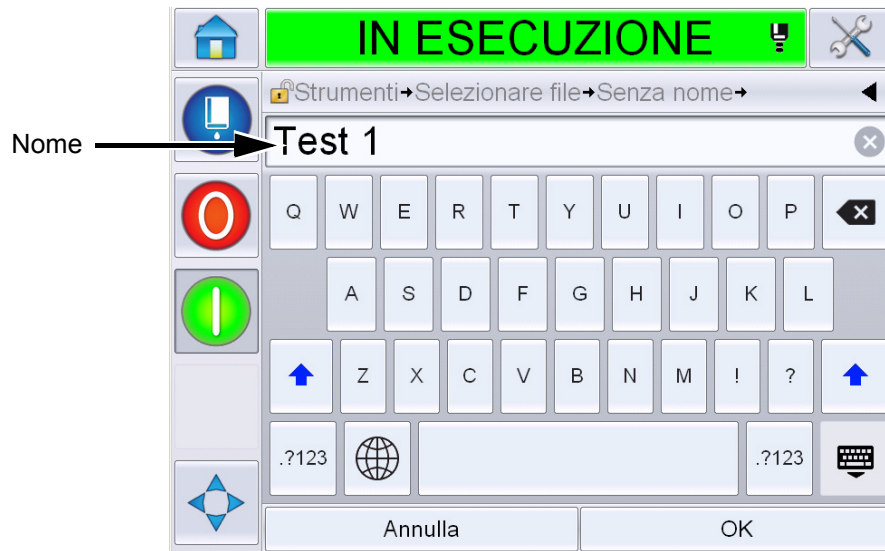 IN ESECUZIONE
Strumenti→Selezionare file→Senza nome→
Nome
Test 1
Q W E R T Y U I O P
A S D F G H J K L
Z X C V B N M ! ?
.?123 .?123
Annulla OK